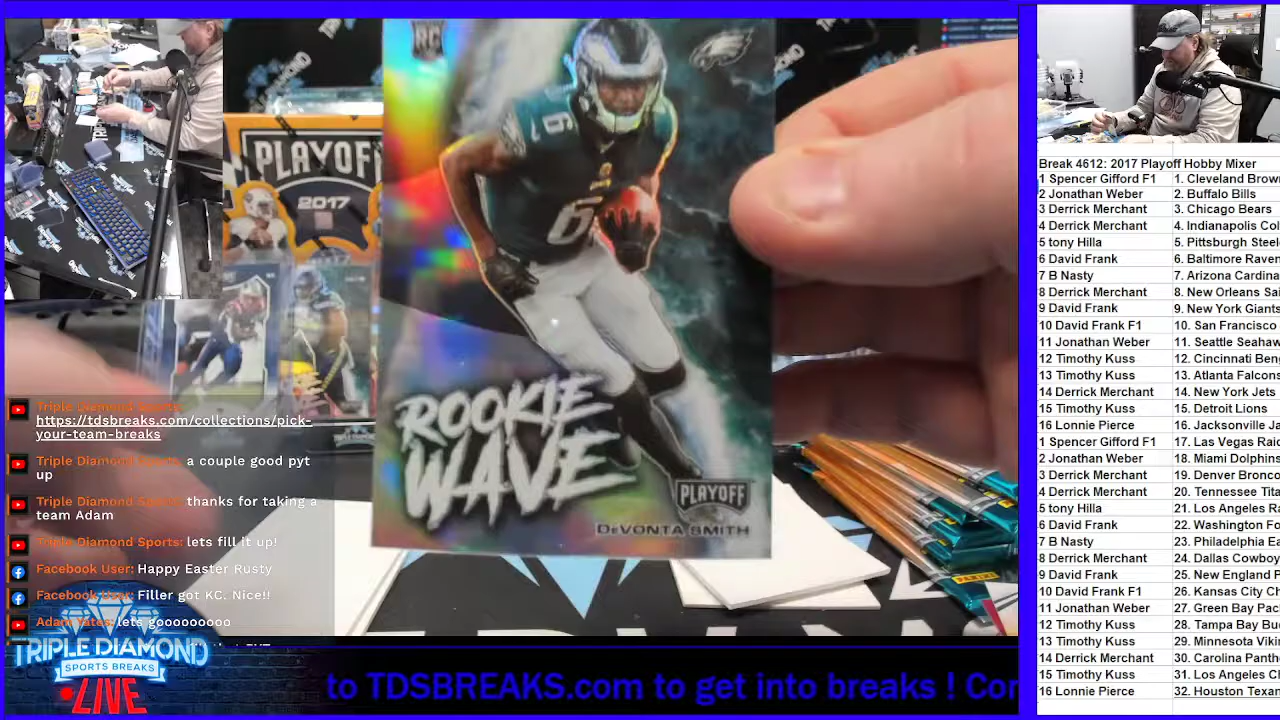 RC
PLAYOFF
2017
6
6
ROOKIE
WAVE
PLAYOFF
DEVONTA SMITH
PANINI
Triple Diamond Sports:
https://tdsbreaks.com/collections/pick-
your-team-breaks
Triple Diamond Sports: a couple good pyt
up
Triple Diamond Sports: thanks for taking a
team Adam
Triple Diamond Sports: lets fill it up!
Facebook User: Happy Easter Rusty
Facebook User: Filler got KC. Nice!!
Adam Yates: lets gooooooooo
TRIPLE DIAMOND
SPORTS BREAKS
LIVE
to TDSBREAKS.com
into breaks
Break 4612: 2017 Playoff Hobby Mixer
1 Spencer Gifford F1 1. Cleveland Brown
2 Jonathan Weber 2. Buffalo Bills
3 Derrick Merchant 3. Chicago Bears
4 Derrick Merchant 4. Indianapolis Col
5 tony Hilla 5. Pittsburgh Steel
6 David Frank 6. Baltimore Raven
7 B Nasty 7. Arizona Cardina
8 Derrick Merchant 8. New Orleans Sai
9 David Frank 9. New York Giants
10 David Frank F1 10. San Francisco
11 Jonathan Weber 11. Seattle Seahaw
12 Timothy Kuss 12. Cincinnati Ben
13 Timothy Kuss 13. Atlanta Falcons
14 Derrick Merchant 14. New York Jets
15 Timothy Kuss 15. Detroit Lions
16 Lonnie Pierce 16. Jacksonville Ja
1 Spencer Gifford F1 17. Las Vegas Rai
2 Jonathan Weber 18. Miami Dolphins
3 Derrick Merchant 19. Denver Bronco
4 Derrick Merchant 20. Tennessee Tita
5 tony Hilla 21. Los Angeles Ra
6 David Frank 22. Washington Fo
7 B Nasty 23. Philadelphia Ea
8 Derrick Merchant 24. Dallas Cowboy
9 David Frank 25. New England P
10 David Frank F1 26. Kansas City Ch
11 Jonathan Weber 27. Green Bay Pa
12 Timothy Kuss 28. Tampa Bay Buc
13 Timothy Kuss 29. Minnesota Vik
14 Derrick Merchant 30. Carolina Panth
15 Timothy Kuss 31. Los Angeles
16 Lonnie Pierce 32. Houston Texa